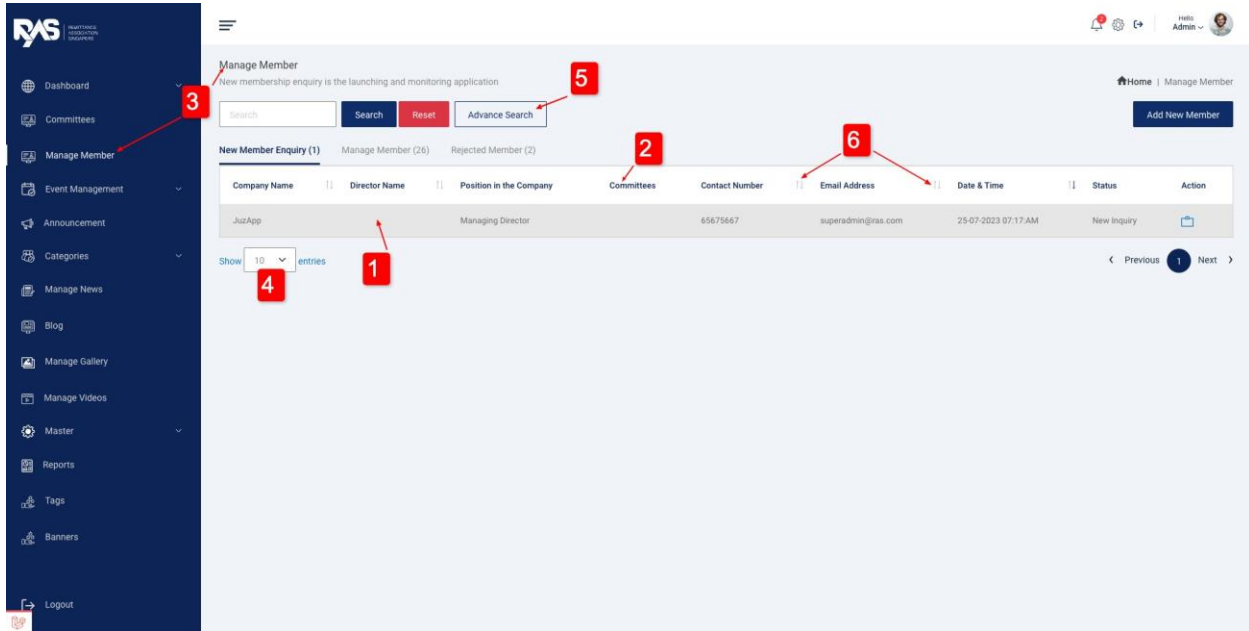 RAS REMITTANCE
ASSOCIATION
SINGAPORE
2
Hello
Admin
Dashboard
Committees
Manage Member
Event Management
Announcement
Categories
Manage News
Blog
Manage Gallery
Manage Videos
Master
Reports
Tags
Banners
Logout
3
Manage Member
New membership enquiry is the launching and monitoring application
5
Home | Manage Member
Search Search Reset Advance Search Add New Member
New Member Enquiry (1) Manage Member (26) Rejected Member (2)
2
6
Company Name Director Name Position in the Company Committees Contact Number Email Address Date & Time Status Action
JuzApp Managing Director 65675667 superadmin@ras.com 25-07-2023 07:17:AM New Inquiry
Show 10 entries Previous 1 Next
1
4